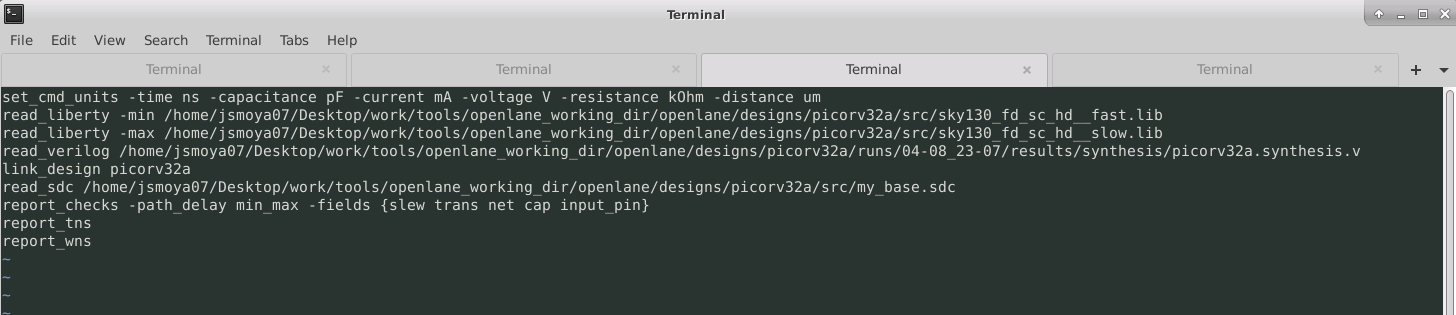 Terminal
File Edit View Search Terminal Tabs Help
Terminal Terminal Terminal Terminal
set_cmd_units -time ns -capacitance pF -current mA -voltage V -resistance kOhm -distance um
read_liberty -min /home/jsmoya07/Desktop/work/tools/openlane_working_dir/openlane/designs/picorv32a/src/sky130_fd_sc_hd__fast.lib
read_liberty -max /home/jsmoya07/Desktop/work/tools/openlane_working_dir/openlane/designs/picorv32a/src/sky130_fd_sc_hd__slow.lib
read_verilog /home/jsmoya07/Desktop/work/tools/openlane_working_dir/openlane/designs/picorv32a/runs/04-08_23-07/results/synthesis/picorv32a.synthesis.v
link_design picorv32a
read_sdc /home/jsmoya07/Desktop/work/tools/openlane_working_dir/openlane/designs/picorv32a/src/my_base.sdc
report_checks -path_delay min_max -fields {slew trans net cap input_pin}
report_tns
report_wns
~
~
~
~